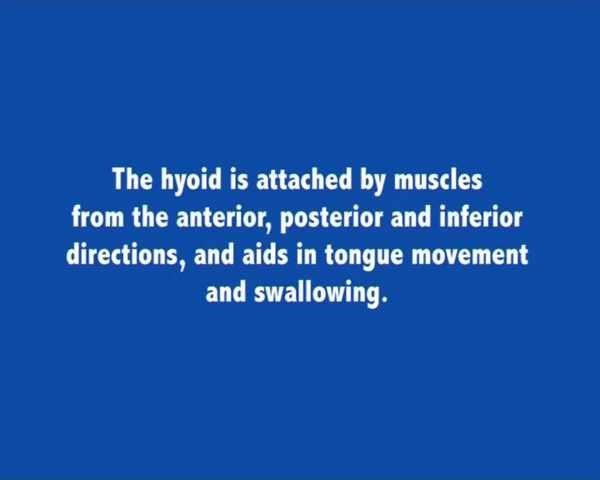 The hyoid is attached by muscles
from the anterior, posterior and inferior
directions, and aids in tongue movement
and swallowing.